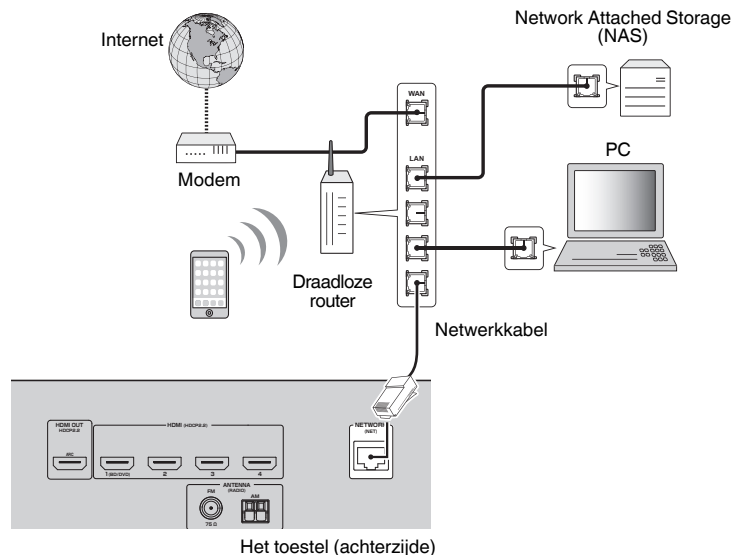 Network Attached Storage
(NAS)
Internet
WAN
PC
LAN
Modem
Draadloze
router
Netwerkkabel
HDMI OUT
HDCP2.2
HDMI (HDCP2.2)
NETWORK
(NET)
ARC
1 (BD/DVD)
2
3
4
ANTENNA
(RADIO)
FM
AM
75 Ω
Het toestel (achterzijde)